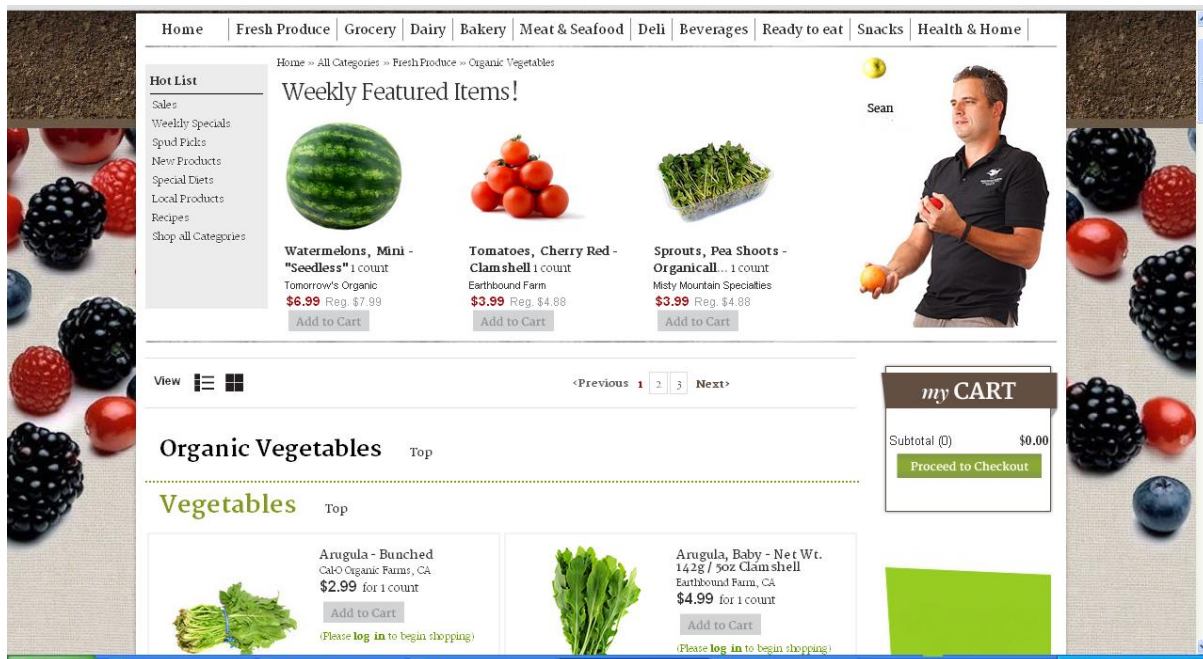 Home Fresh Produce Grocery Dairy Bakery Meat & Seafood Deli Beverages Ready to eat Snacks Health & Home
Home » All Categories » Fresh Produce » Organic Vegetables
Hot List
Sales
Weekly Specials
Spud Picks
New Products
Special Diets
Local Products
Recipes
Shop all Categories
Weekly Featured Items!
Watermelons, Mini -
"Seedless" 1 count
Tomorrow's Organic
$6.99 Reg. $7.99
Add to Cart
Tomatoes, Cherry Red -
Clamshell 1 count
Earthbound Farm
$3.99 Reg. $4.88
Add to Cart
Sprouts, Pea Shoots -
Organicall... 1 count
Misty Mountain Specialties
$3.99 Reg. $4.88
Add to Cart
Sean
View
<Previous 1 2 3 Next>
my CART
Subtotal (0) $0.00
Proceed to Checkout
Organic Vegetables Top
Vegetables Top
Arugula - Bunched
Cal-O Organic Farms, CA
$2.99 for 1 count
Add to Cart
(Please log in to begin shopping)
Arugula, Baby - Net Wt.
142g / 5oz Clamshell
Earthbound Farm, CA
$4.99 for 1 count
Add to Cart
(Please log in to begin shopping)